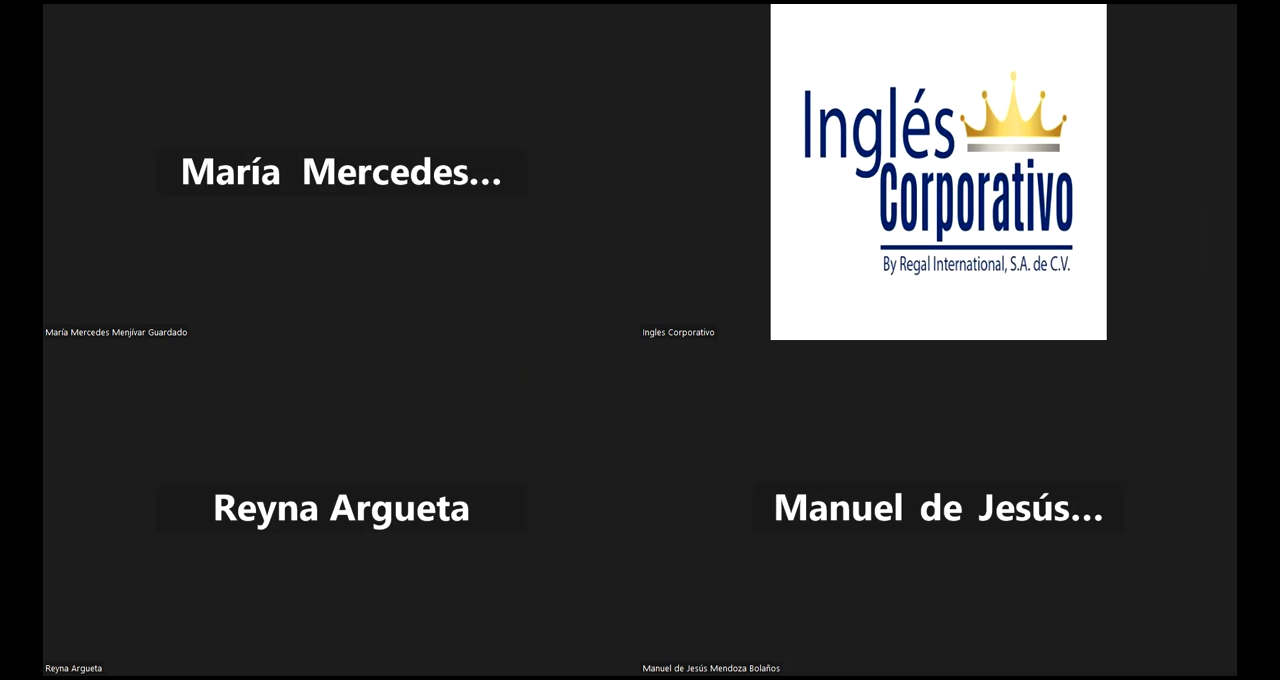 María Mercedes...
María Mercedes Menjívar Guardado
Inglés
Corporativo
By Regal International, S.A. de C.V.
Ingles Corporativo
Reyna Argueta
Reyna Argueta
Manuel de Jesús...
Manuel de Jesús Mendoza Bolaños